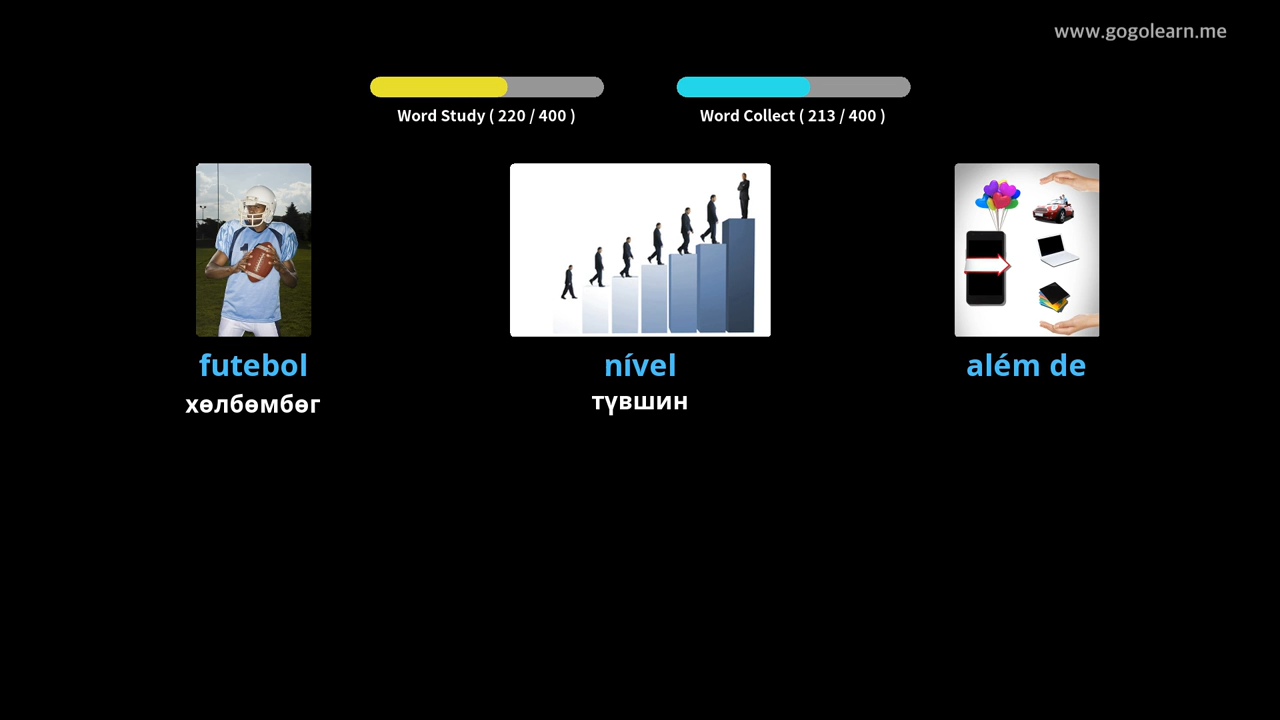 www.gogolearn.me
Word Study ( 220 / 400 )
Word Collect ( 213 / 400 )
futebol
хөлбөмбөг
nível
түвшин
além de